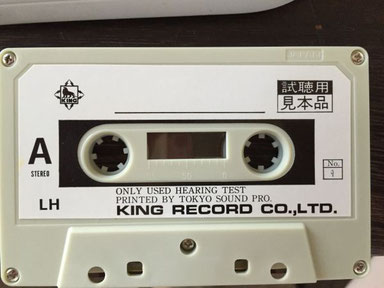 JAPAN
KING
試聴用
見本品
A
STEREO
No.
LH
ONLY USED HEARING TEST
PRINTED BY TOKYO SOUND PRO.
KING RECORD CO.,LTD.